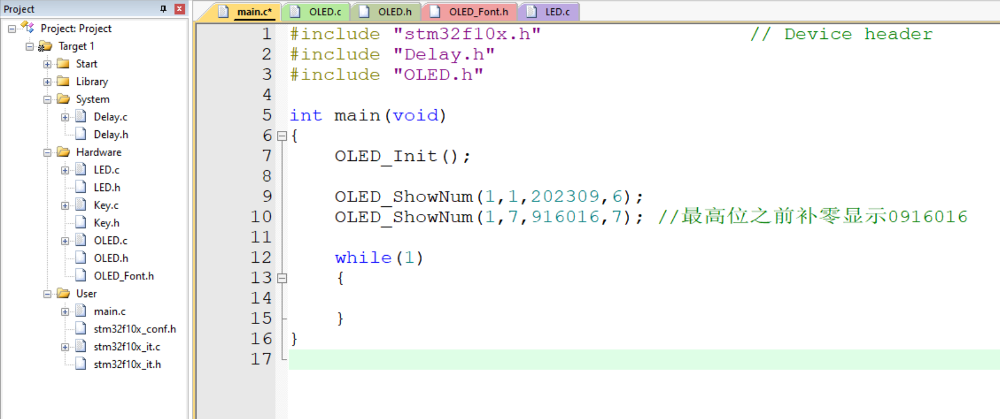 Project
Project: Project
Target 1
Start
Library
System
Delay.c
Delay.h
Hardware
LED.c
LED.h
Key.c
Key.h
OLED.c
OLED.h
OLED_Font.h
User
main.c
stm32f10x_conf.h
stm32f10x_it.c
stm32f10x_it.h
main.c* OLED.c OLED.h OLED_Font.h LED.c
1 #include "stm32f10x.h" // Device header
2 #include "Delay.h"
3 #include "OLED.h"
4
5 int main(void)
6 {
7 OLED_Init();
8
9 OLED_ShowNum(1,1,202309,6);
10 OLED_ShowNum(1,7,916016,7); //最高位之前补零显示0916016
11
12 while(1)
13 {
14
15 }
16 }
17